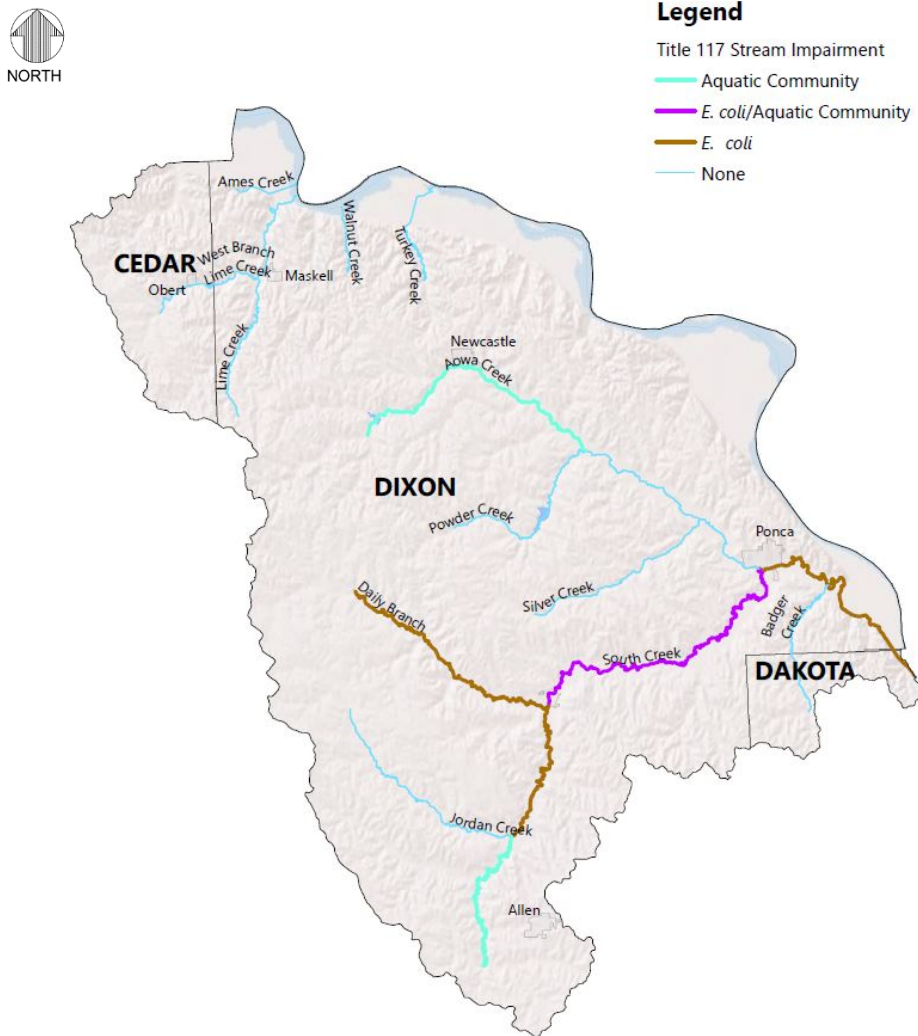 NORTH
Legend
Title 117 Stream Impairment
Aquatic Community
E. coli/Aquatic Community
E. coli
None
Ames Creek
Walnut Creek
Turkey Creek
CEDAR
West Branch
Lime Creek
Obert
Maskell
Lime Creek
Newcastle
Aowa Creek
DIXON
Powder Creek
Ponca
Silver Creek
Daily Branch
Badger
Creek
South Creek
DAKOTA
Jordan Creek
Allen